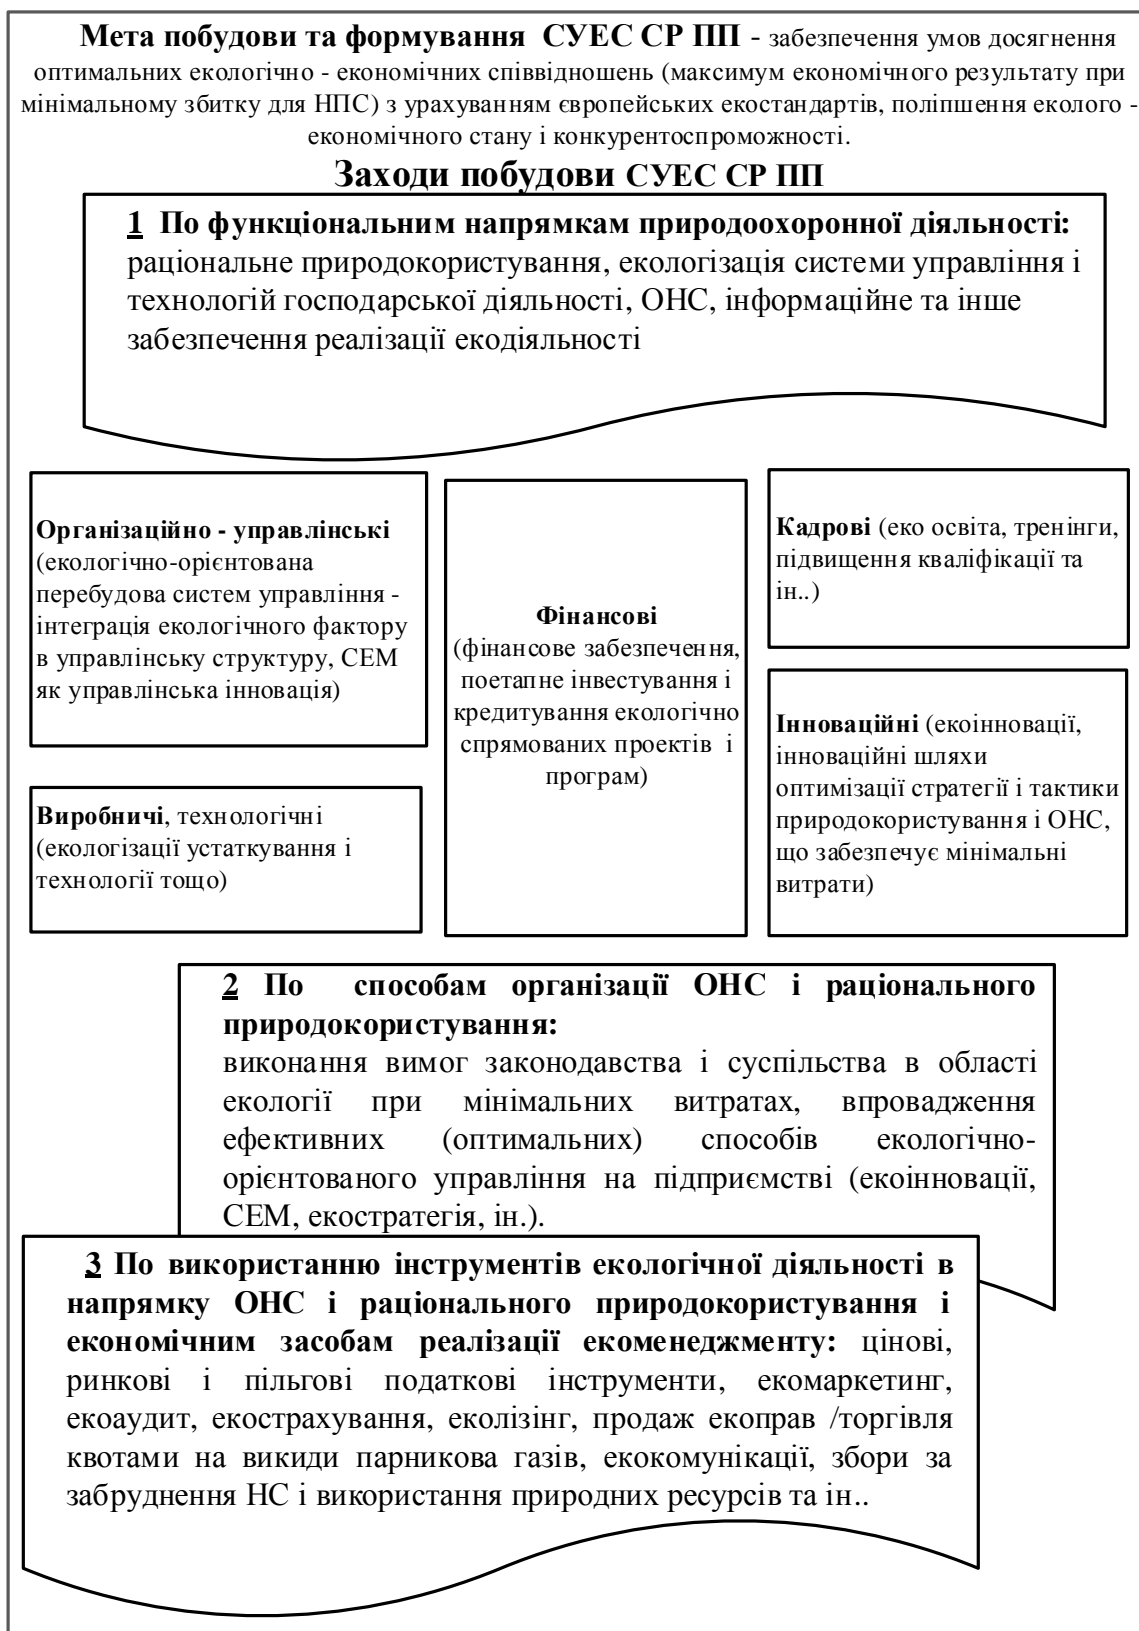 Мета побудови та формування СУЕС СР ПП - забезпечення умов досягнення
оптимальних екологічно - економічних співвідношень (максимум економічного результату при
мінімальному збитку для НПС) з урахуванням європейських екостандартів, поліпшення еколого -
економічного стану і конкурентоспроможності.
Заходи побудови СУЕС СР ПП
1 По функціональним напрямкам природоохоронної діяльності:
раціональне природокористування, екологізація системи управління і
технологій господарської діяльності, ОНС, інформаційне та інше
забезпечення реалізації екодіяльності
Організаційно - управлінські
(екологічно-орієнтована
перебудова систем управління -
інтеграція екологічного фактору
в управлінську структуру, СЕМ
як управлінська інновація)
Виробничі, технологічні
(екологізації устаткування і
технології тощо)
Фінансові
(фінансове забезпечення,
поетапне інвестування і
кредитування екологічно
спрямованих проектів і
програм)
Кадрові (еко освіта, тренінги,
підвищення кваліфікації та
ін..)
Інноваційні (екоінновації,
інноваційні шляхи
оптимізації стратегії і тактики
природокористування і ОНС,
що забезпечує мінімальні
витрати)
2 По способам організації ОНС і раціонального
природокористування:
виконання вимог законодавства і суспільства в області
екології при мінімальних витратах, впровадження
ефективних (оптимальних) способів екологічно-
орієнтованого управління на підприємстві (екоінновації,
СЕМ, екостратегія, ін.).
3 По використанню інструментів екологічної діяльності в
напрямку ОНС і раціонального природокористування і
економічним засобам реалізації екоменеджменту: цінові,
ринкові і пільгові податкові інструменти, екомаркетинг,
екоаудит, екострахування, еколізінг, продаж екоправ /торгівля
квотами на викиди парникова газів, екокомунікації, збори за
забруднення НС і використання природних ресурсів та ін..